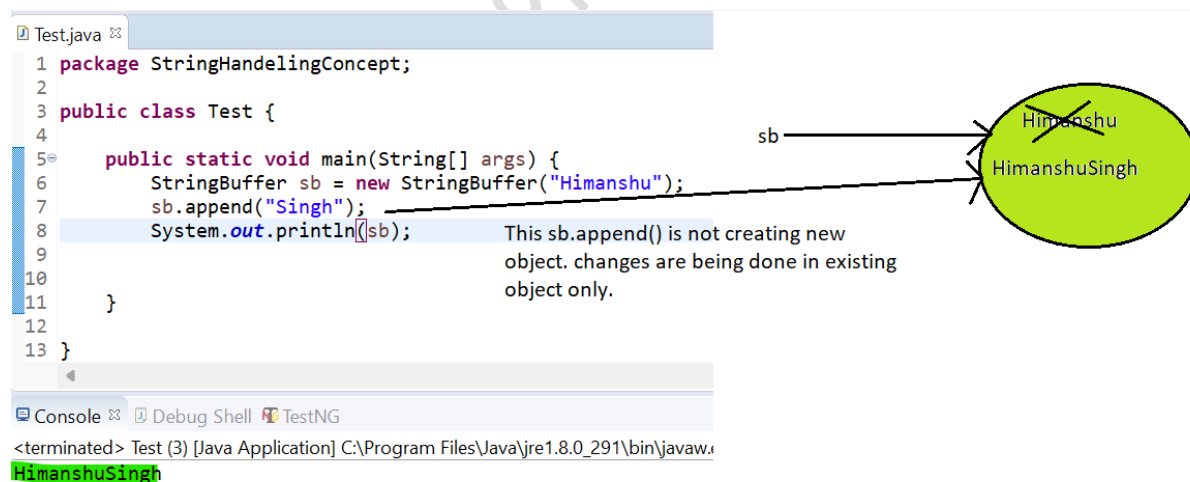 Test.java
1 package StringHandelingConcept;
2
3 public class Test {
4
5 public static void main(String[] args) {
6 StringBuffer sb = new StringBuffer("Himanshu");
7 sb.append("Singh");
8 System.out.println(sb);
9
10
11 }
12
13 }
sb
Himanshu
HimanshuSingh
This sb.append() is not creating new
object. changes are being done in existing
object only.
Console Debug Shell TestNG
<terminated> Test (3) [Java Application] C:\Program Files\Java\jre1.8.0_291\bin\javaw.
HimanshuSingh